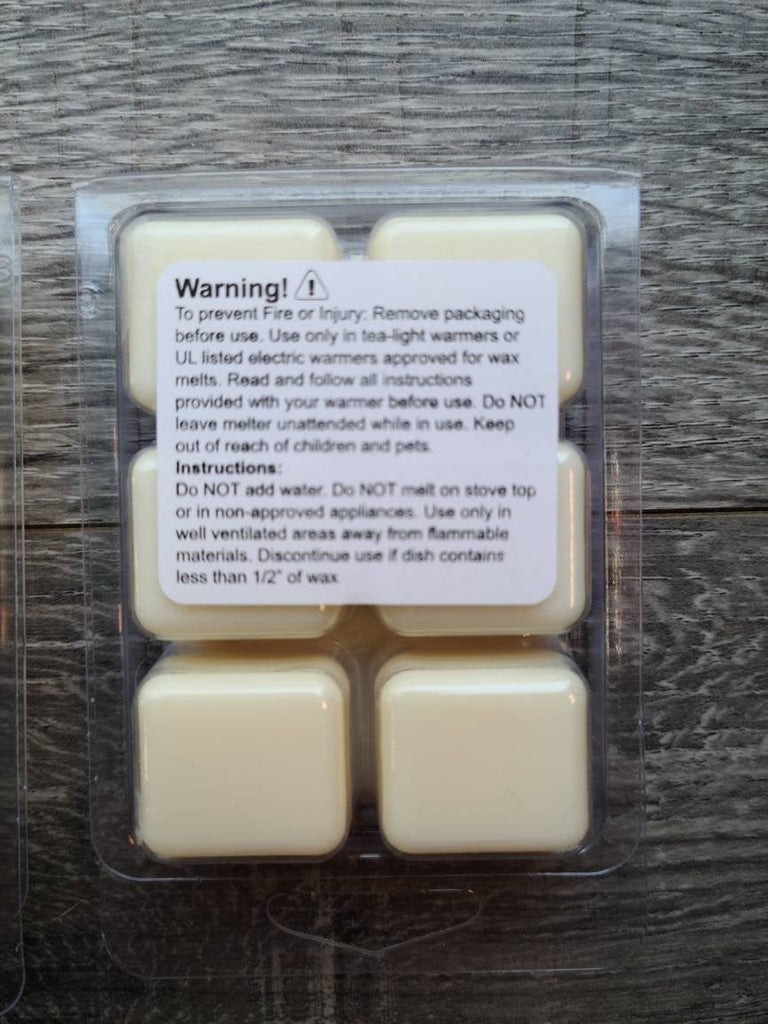 Warning!
To prevent Fire or Injury: Remove packaging
before use. Use only in tea-light warmers or
UL listed electric warmers approved for wax
melts. Read and follow all instructions
provided with your warmer before use. Do NOT
leave melter unattended while in use. Keep
out of reach of children and pets.
Instructions:
Do NOT add water. Do NOT melt on stove top
or in non-approved appliances. Use only in
well ventilated areas away from flammable
materials. Discontinue use if dish contains
less than 1/2" of wax